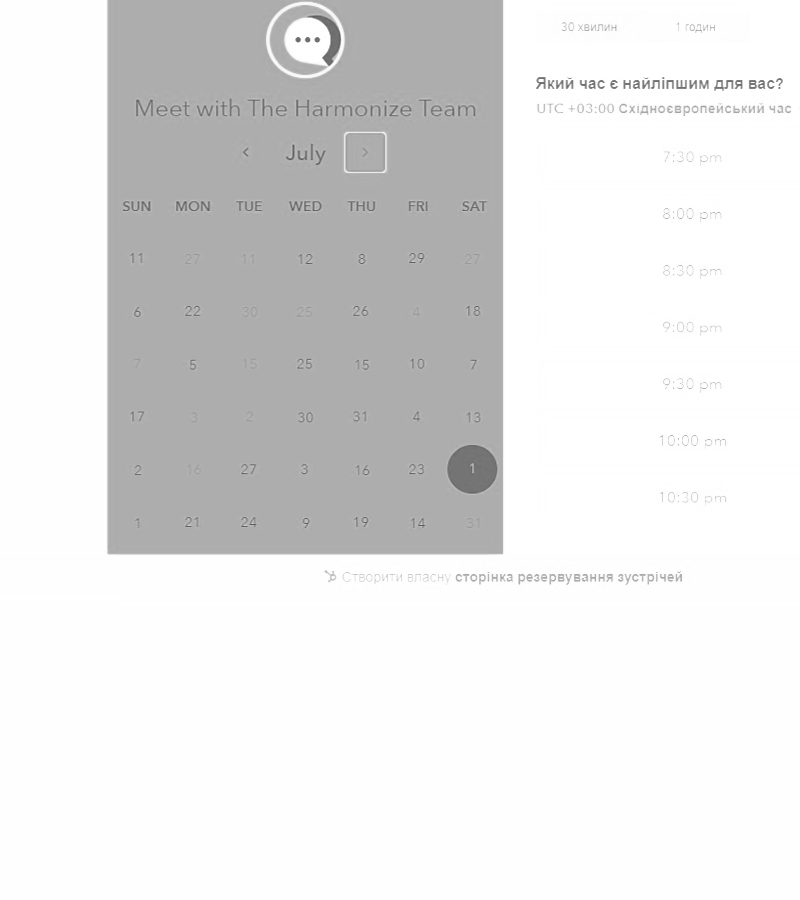 30 хвилин 1 годин
Який час є найліпшим для вас?
UTC +03:00 Східноєвропейський час
Meet with The Harmonize Team
July
SUN MON TUE WED THU FRI SAT
11 27 11 12 8 29 27
6 22 30 25 26 4 18
7 5 15 25 15 10 7
17 3 2 30 31 4 13
2 16 27 3 16 23 1
1 21 24 9 19 14 31
7:30 pm
8:00 pm
8:30 pm
9:00 pm
9:30 pm
10:00 pm
10:30 pm
Створити власну сторінка резервування зустрічей